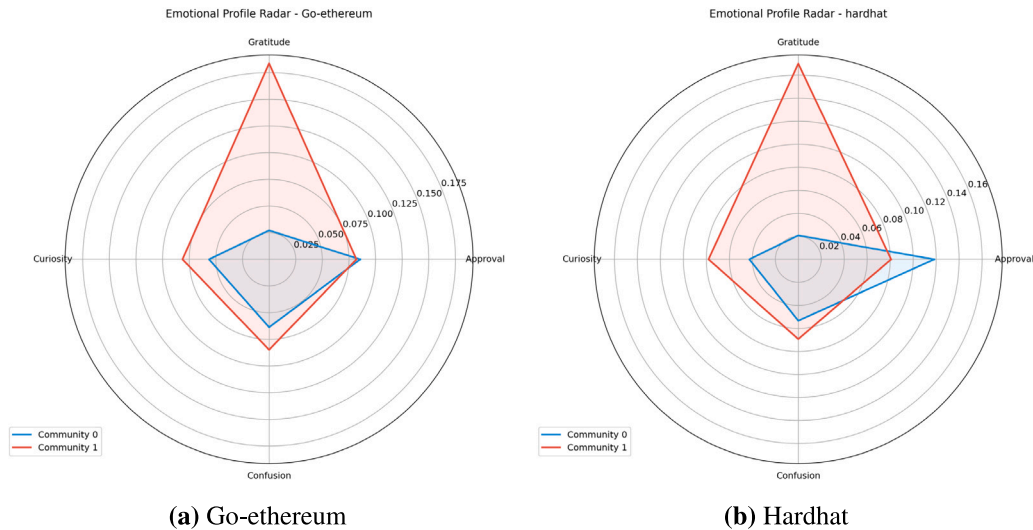 Emotional Profile Radar - Go-ethereum
Gratitude
0.175
0.150
0.125
0.100
0.075
0.050
0.025
Curiosity
Approval
Community 0
Community 1
Confusion
(a) Go-ethereum
Emotional Profile Radar - hardhat
Gratitude
0.16
0.14
0.12
0.10
0.08
0.06
0.04
0.02
Curiosity
Approval
Community 0
Community 1
Confusion
(b) Hardhat